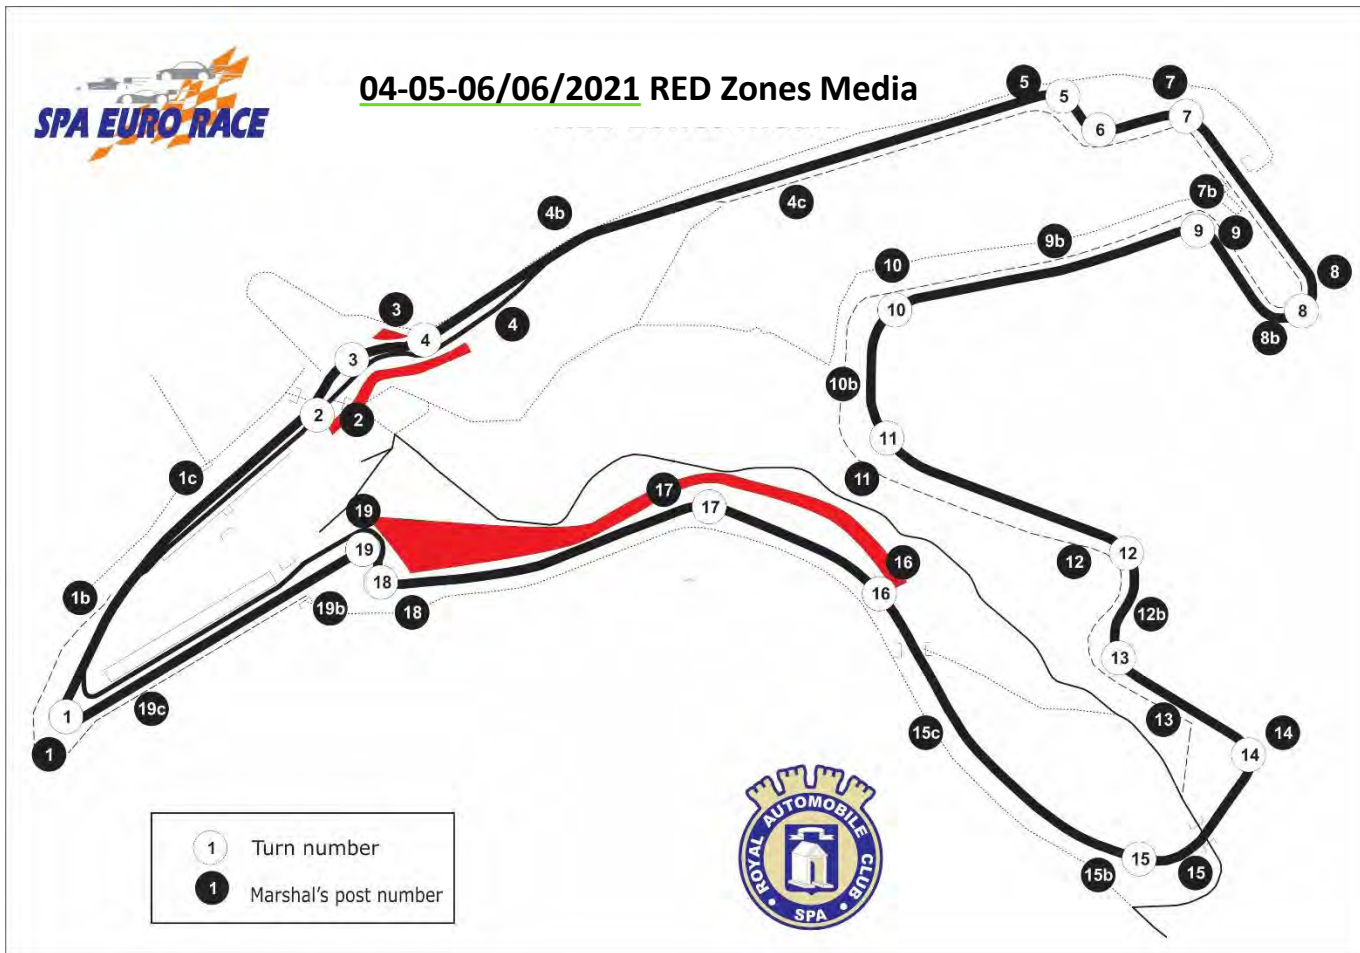 04-05-06/06/2021 RED Zones Media
SPA EURO RACE
5
5
7
6
7
4b
4c
7b
9
9
9b
10
8
8
8b
10
3
4
4
3
2
2
10b
11
11
1c
17
17
19
19
18
16
16
12
12
1b
19b
18
12b
13
1
19c
1
15c
13
14
14
15
15
15b
1 Turn number
1 Marshal's post number
ROYAL AUTOMOBILE CLUB
• SPA •